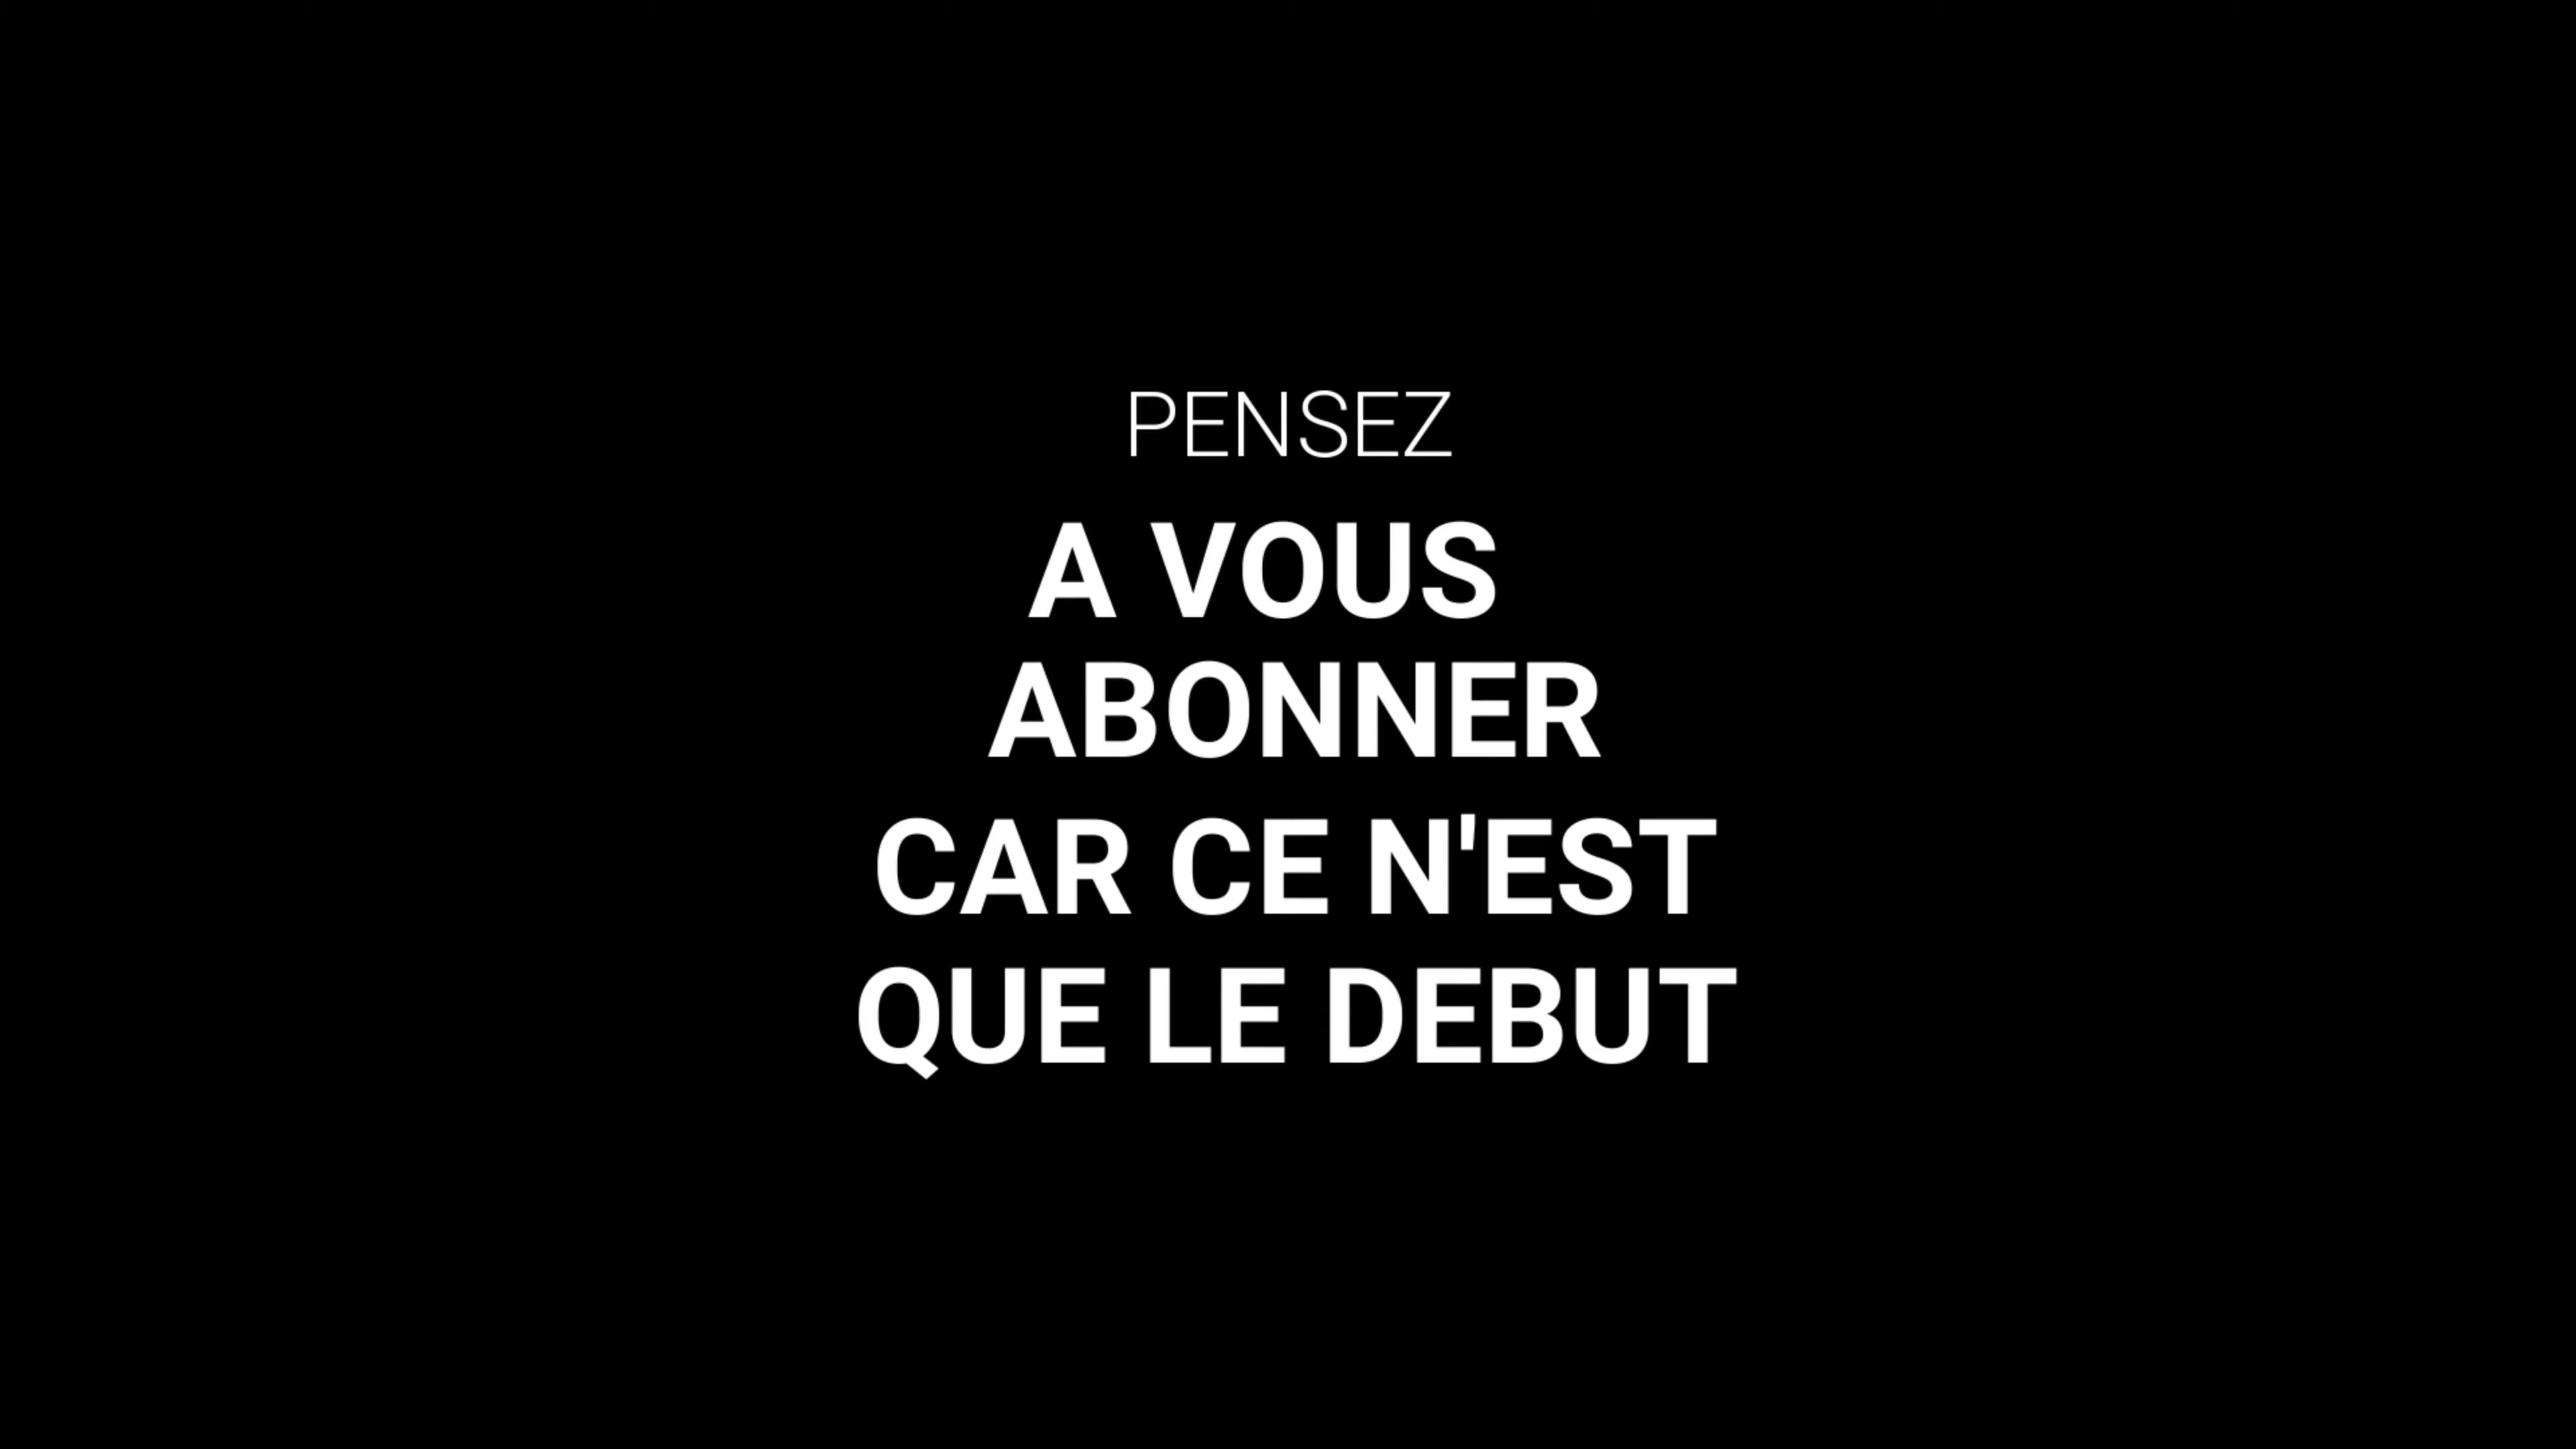 PENSEZ
A VOUS
ABONNER
CAR CE N'EST
QUE LE DEBUT